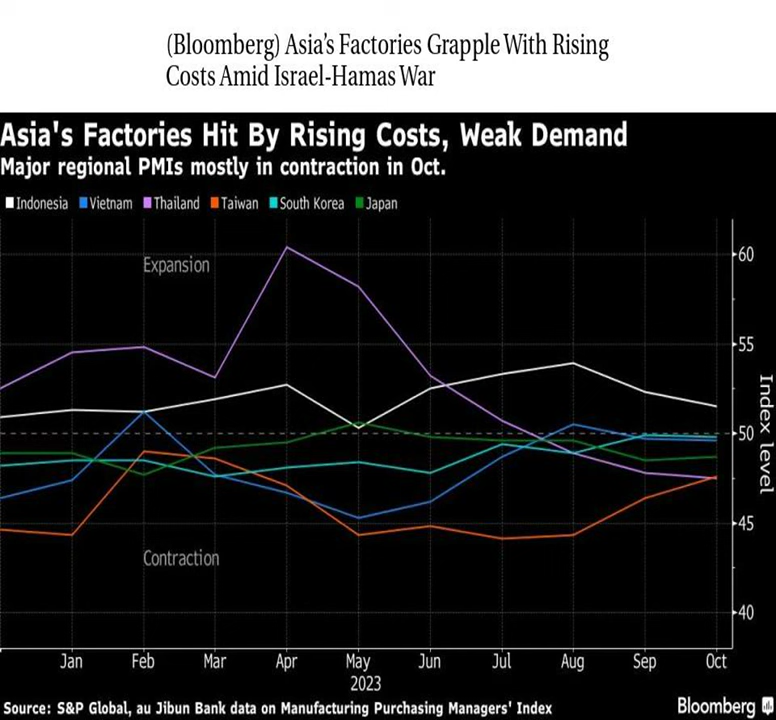 (Bloomberg) Asia's Factories Grapple With Rising
Costs Amid Israel-Hamas War
Asia's Factories Hit By Rising Costs, Weak Demand
Major regional PMIs mostly in contraction in Oct.
Indonesia Vietnam Thailand Taiwan South Korea Japan
Expansion
60
55
50
45
40
Index level
Contraction
Jan Feb Mar Apr May Jun Jul Aug Sep Oct
2023
Source: S&P Global, au Jibun Bank data on Manufacturing Purchasing Managers' Index
Bloomberg